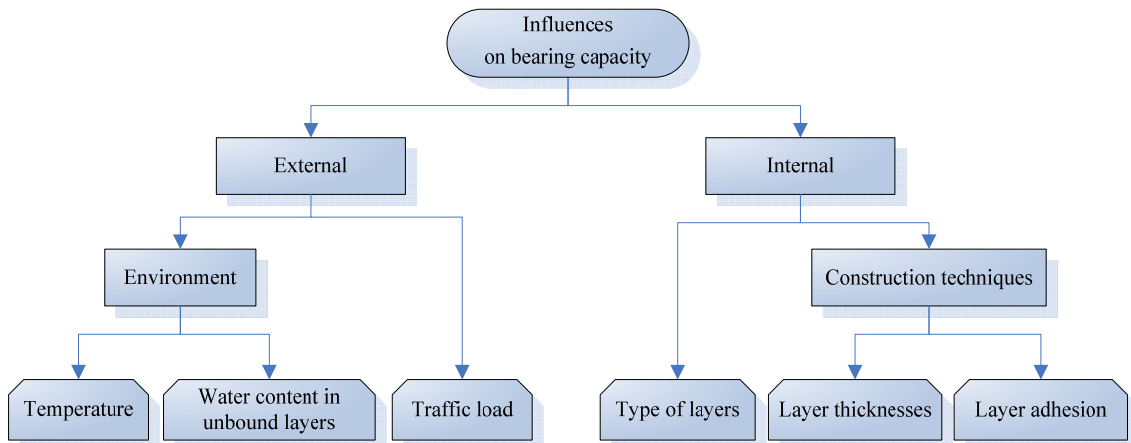 Influences
on bearing capacity
External
Internal
Environment
Construction techniques
Temperature
Water content in
unbound layers
Traffic load
Type of layers
Layer thicknesses
Layer adhesion